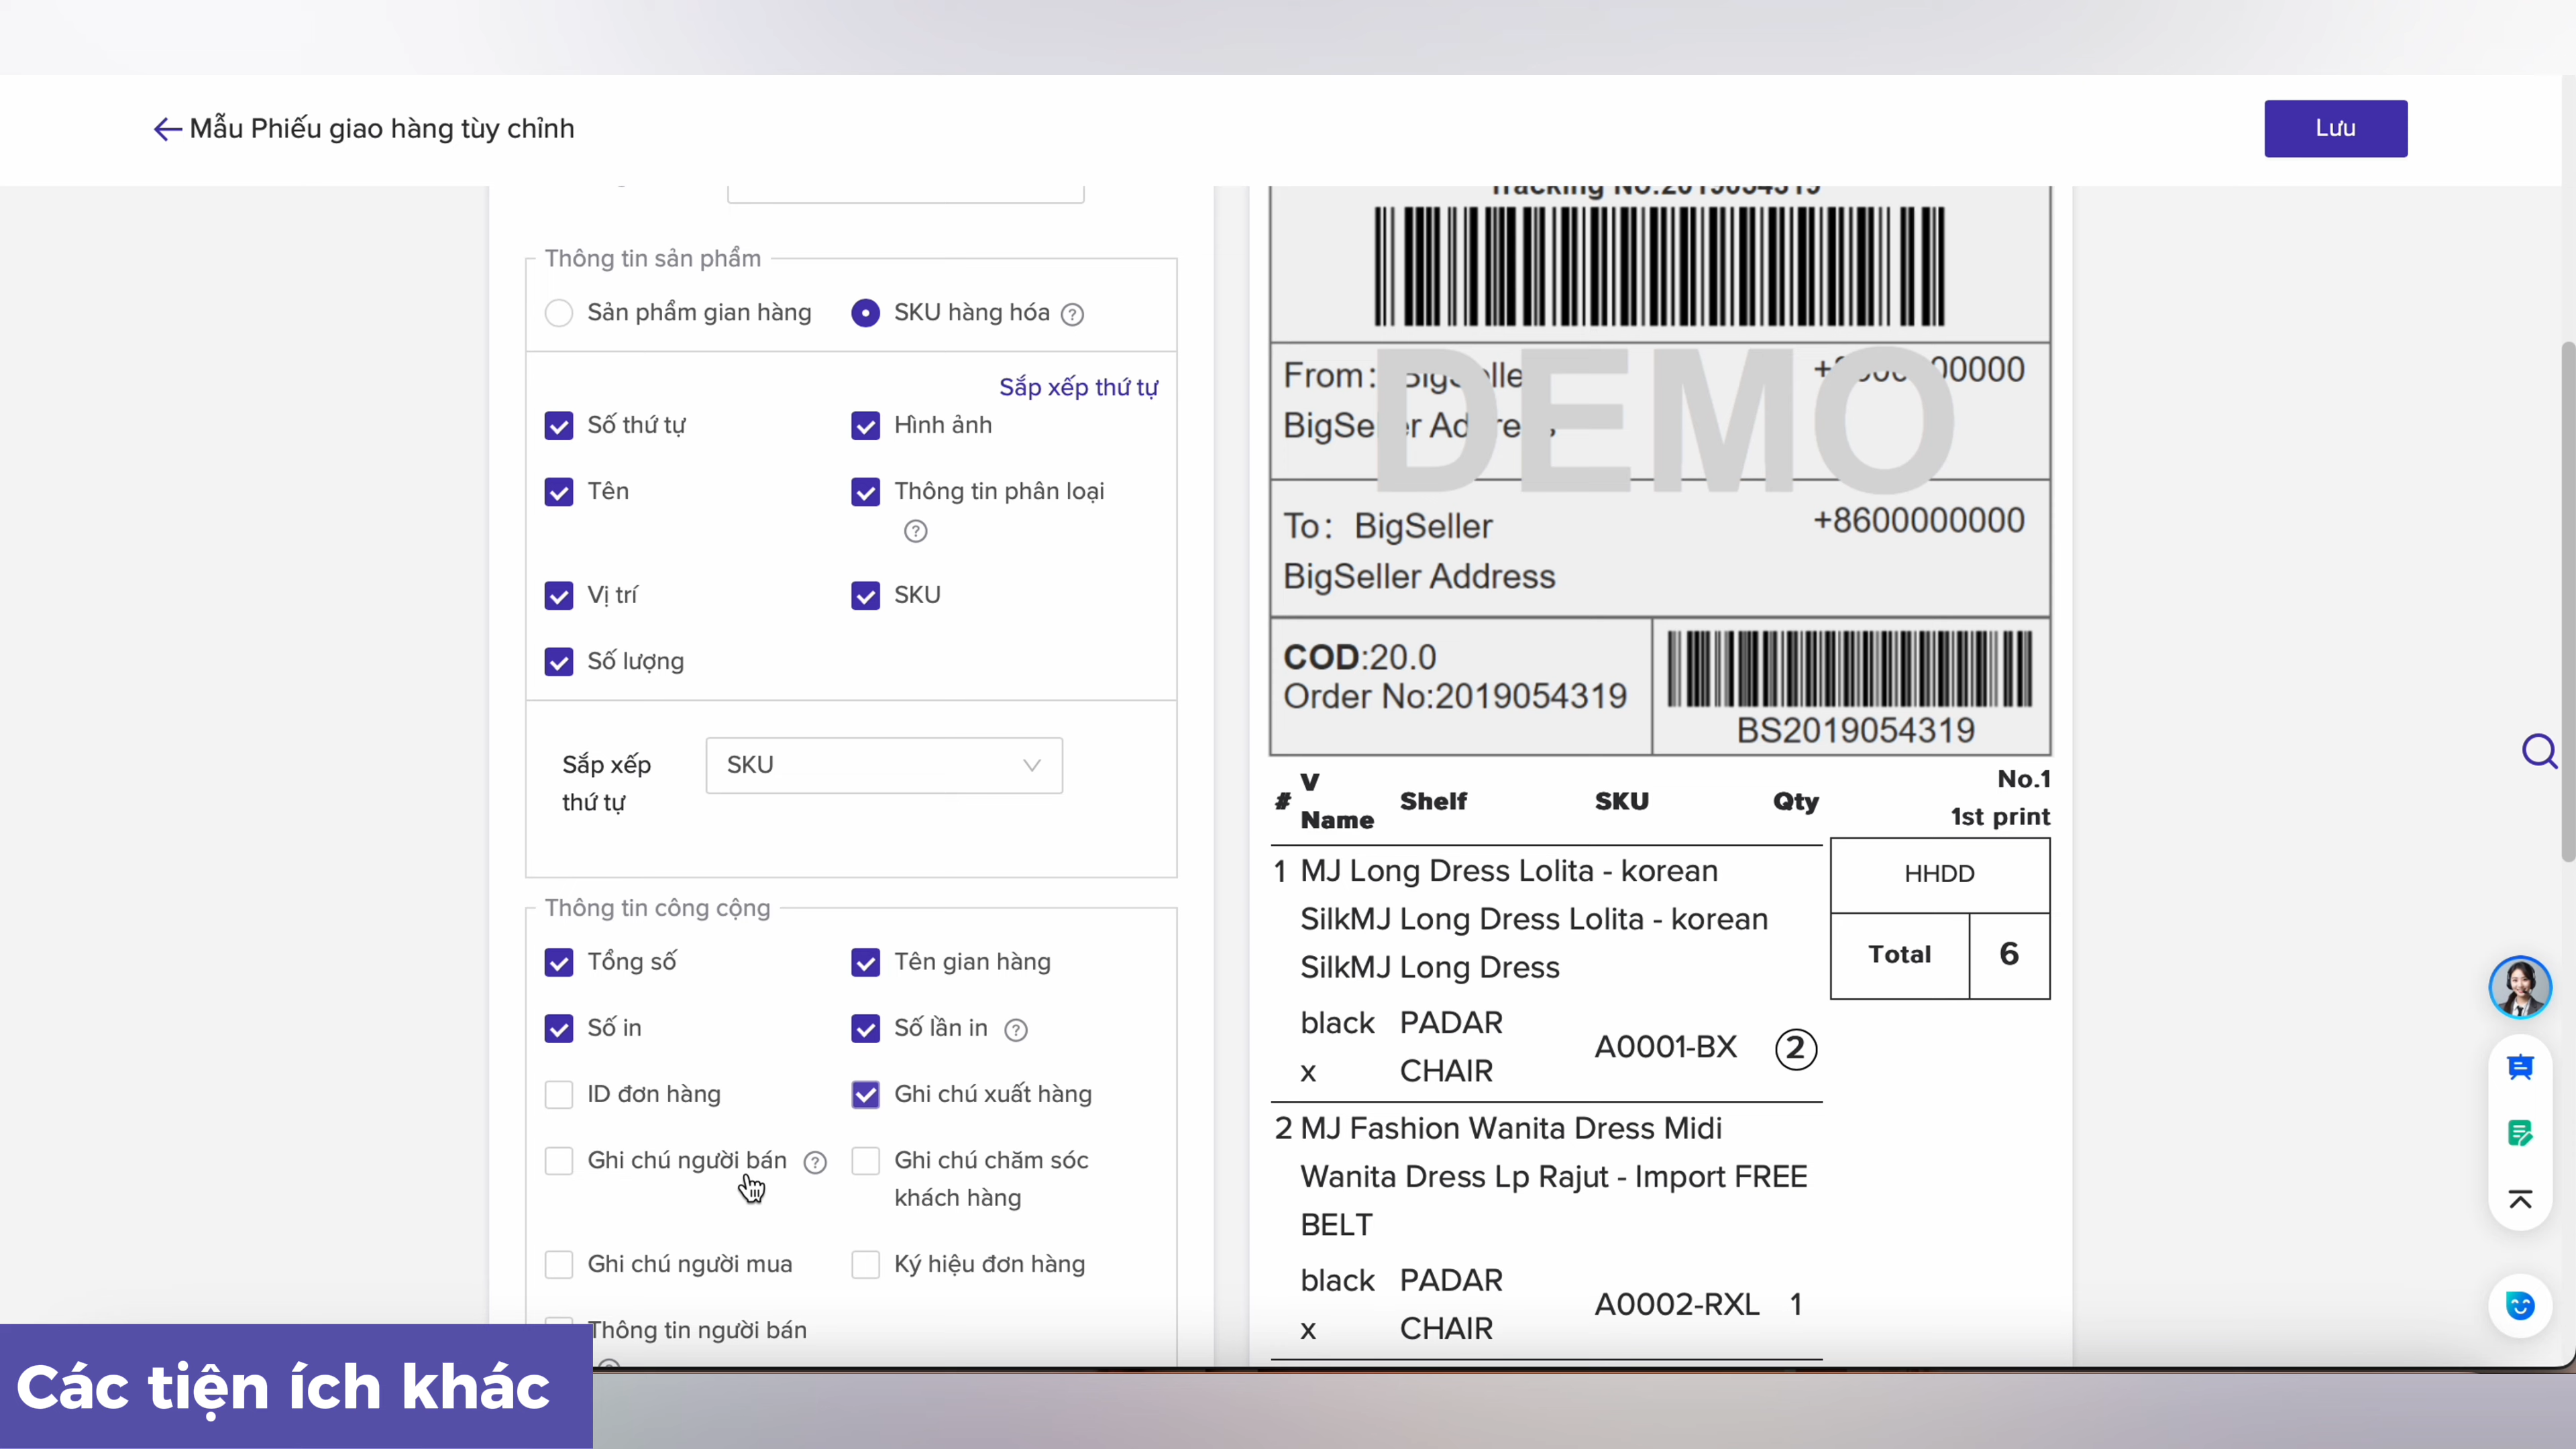 Mẫu Phiếu giao hàng tùy chỉnh
Lưu
Thông tin sản phẩm
Sản phẩm gian hàng
SKU hàng hóa
Sắp xếp thứ tự
Số thứ tự
Hình ảnh
Tên
Thông tin phân loại
Vị trí
SKU
Số lượng
Sắp xếp
thứ tự
SKU
Thông tin công cộng
Tổng số
Tên gian hàng
Số in
Số lần in
ID đơn hàng
Ghi chú xuất hàng
Ghi chú người bán
Ghi chú chăm sóc
khách hàng
Ghi chú người mua
Ký hiệu đơn hàng
Thông tin người bán
Tracking No:2019054319
From: BigSeller
BigSeller Address
DEMO
To: BigSeller
+8600000000
BigSeller Address
COD:20.0
Order No:2019054319
BS2019054319
# V Name Shelf SKU Qty
No.1
1st print
HHDD
Total 6
1 MJ Long Dress Lolita - korean
SilkMJ Long Dress Lolita - korean
SilkMJ Long Dress
black PADAR
x CHAIR
A0001-BX 2
2 MJ Fashion Wanita Dress Midi
Wanita Dress Lp Rajut - Import FREE
BELT
black PADAR
x CHAIR
A0002-RXL 1
Các tiện ích khác